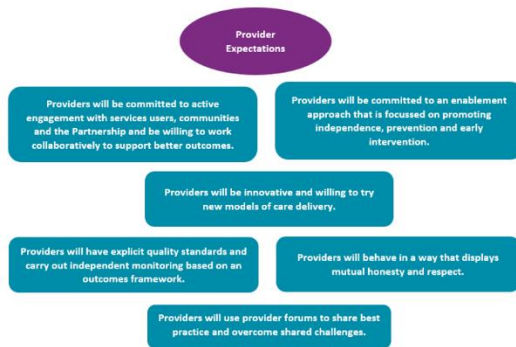 Provider
Expectations
Providers will be committed to active
engagement with services users, communities
and the Partnership and be willing to work
collaboratively to support better outcomes.
Providers will be committed to an enablement
approach that is focussed on promoting
independence, prevention and early
intervention.
Providers will be innovative and willing to try
new models of care delivery.
Providers will have explicit quality standards and
carry out independent monitoring based on an
outcomes framework.
Providers will behave in a way that displays
mutual honesty and respect.
Providers will use provider forums to share best
practice and overcome shared challenges.